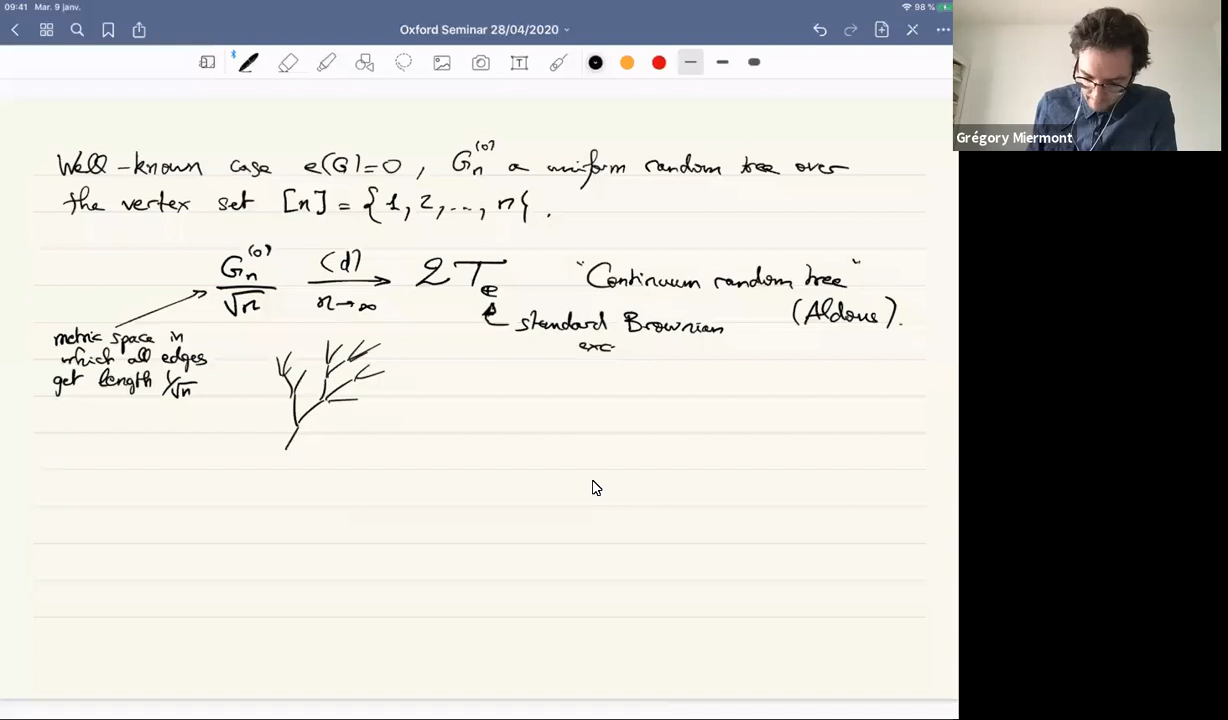 09:41 Mar. 9 janv.
98 %
Oxford Seminar 28/04/2020
Grégory Miermont
Well-known case e(G)=0, Gn^(0) a uniform random tree over
the vertex set [n] = {1, 2, ..., n{ .
Gn^(0)/√n (d) n→∞ 2Te "Continuum random tree"
(Aldous).
standard Brownian
exc
metric space in
which all edges
get length 1/√n